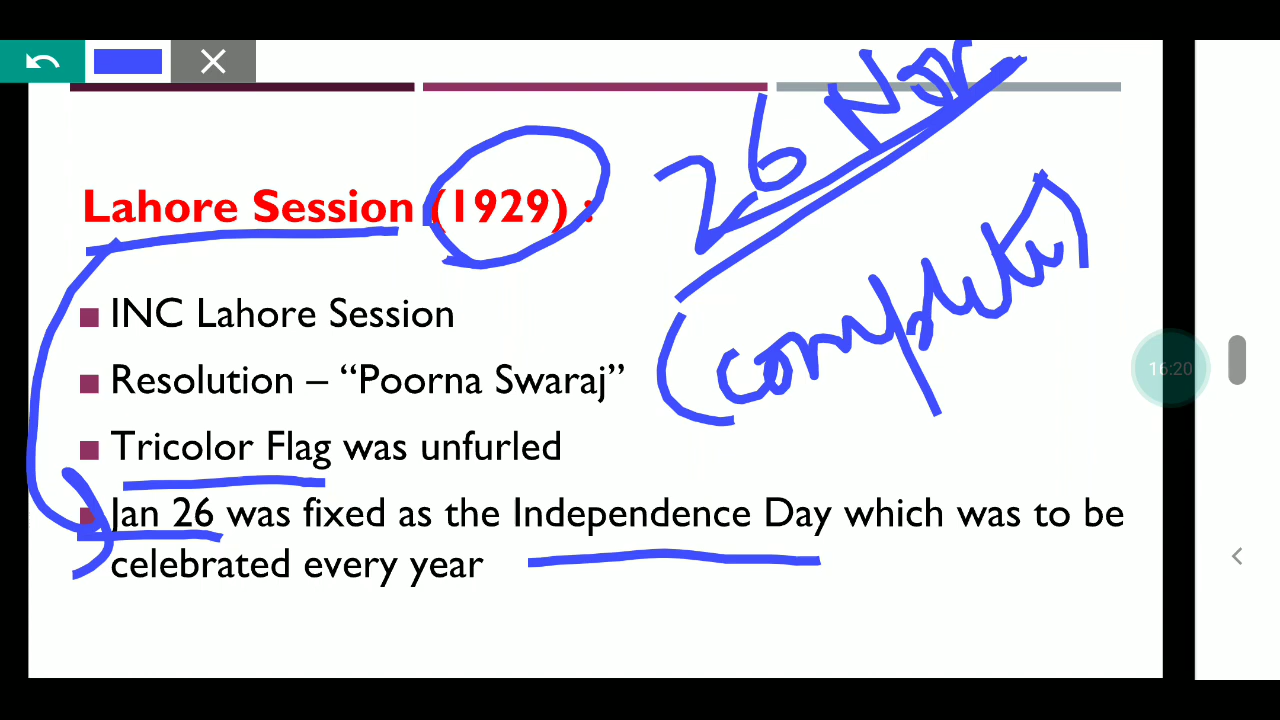 26 Nov
Lahore Session (1929) :
(complete)
INC Lahore Session
Resolution – “Poorna Swaraj”
16:20
Tricolor Flag was unfurled
Jan 26 was fixed as the Independence Day which was to be
celebrated every year